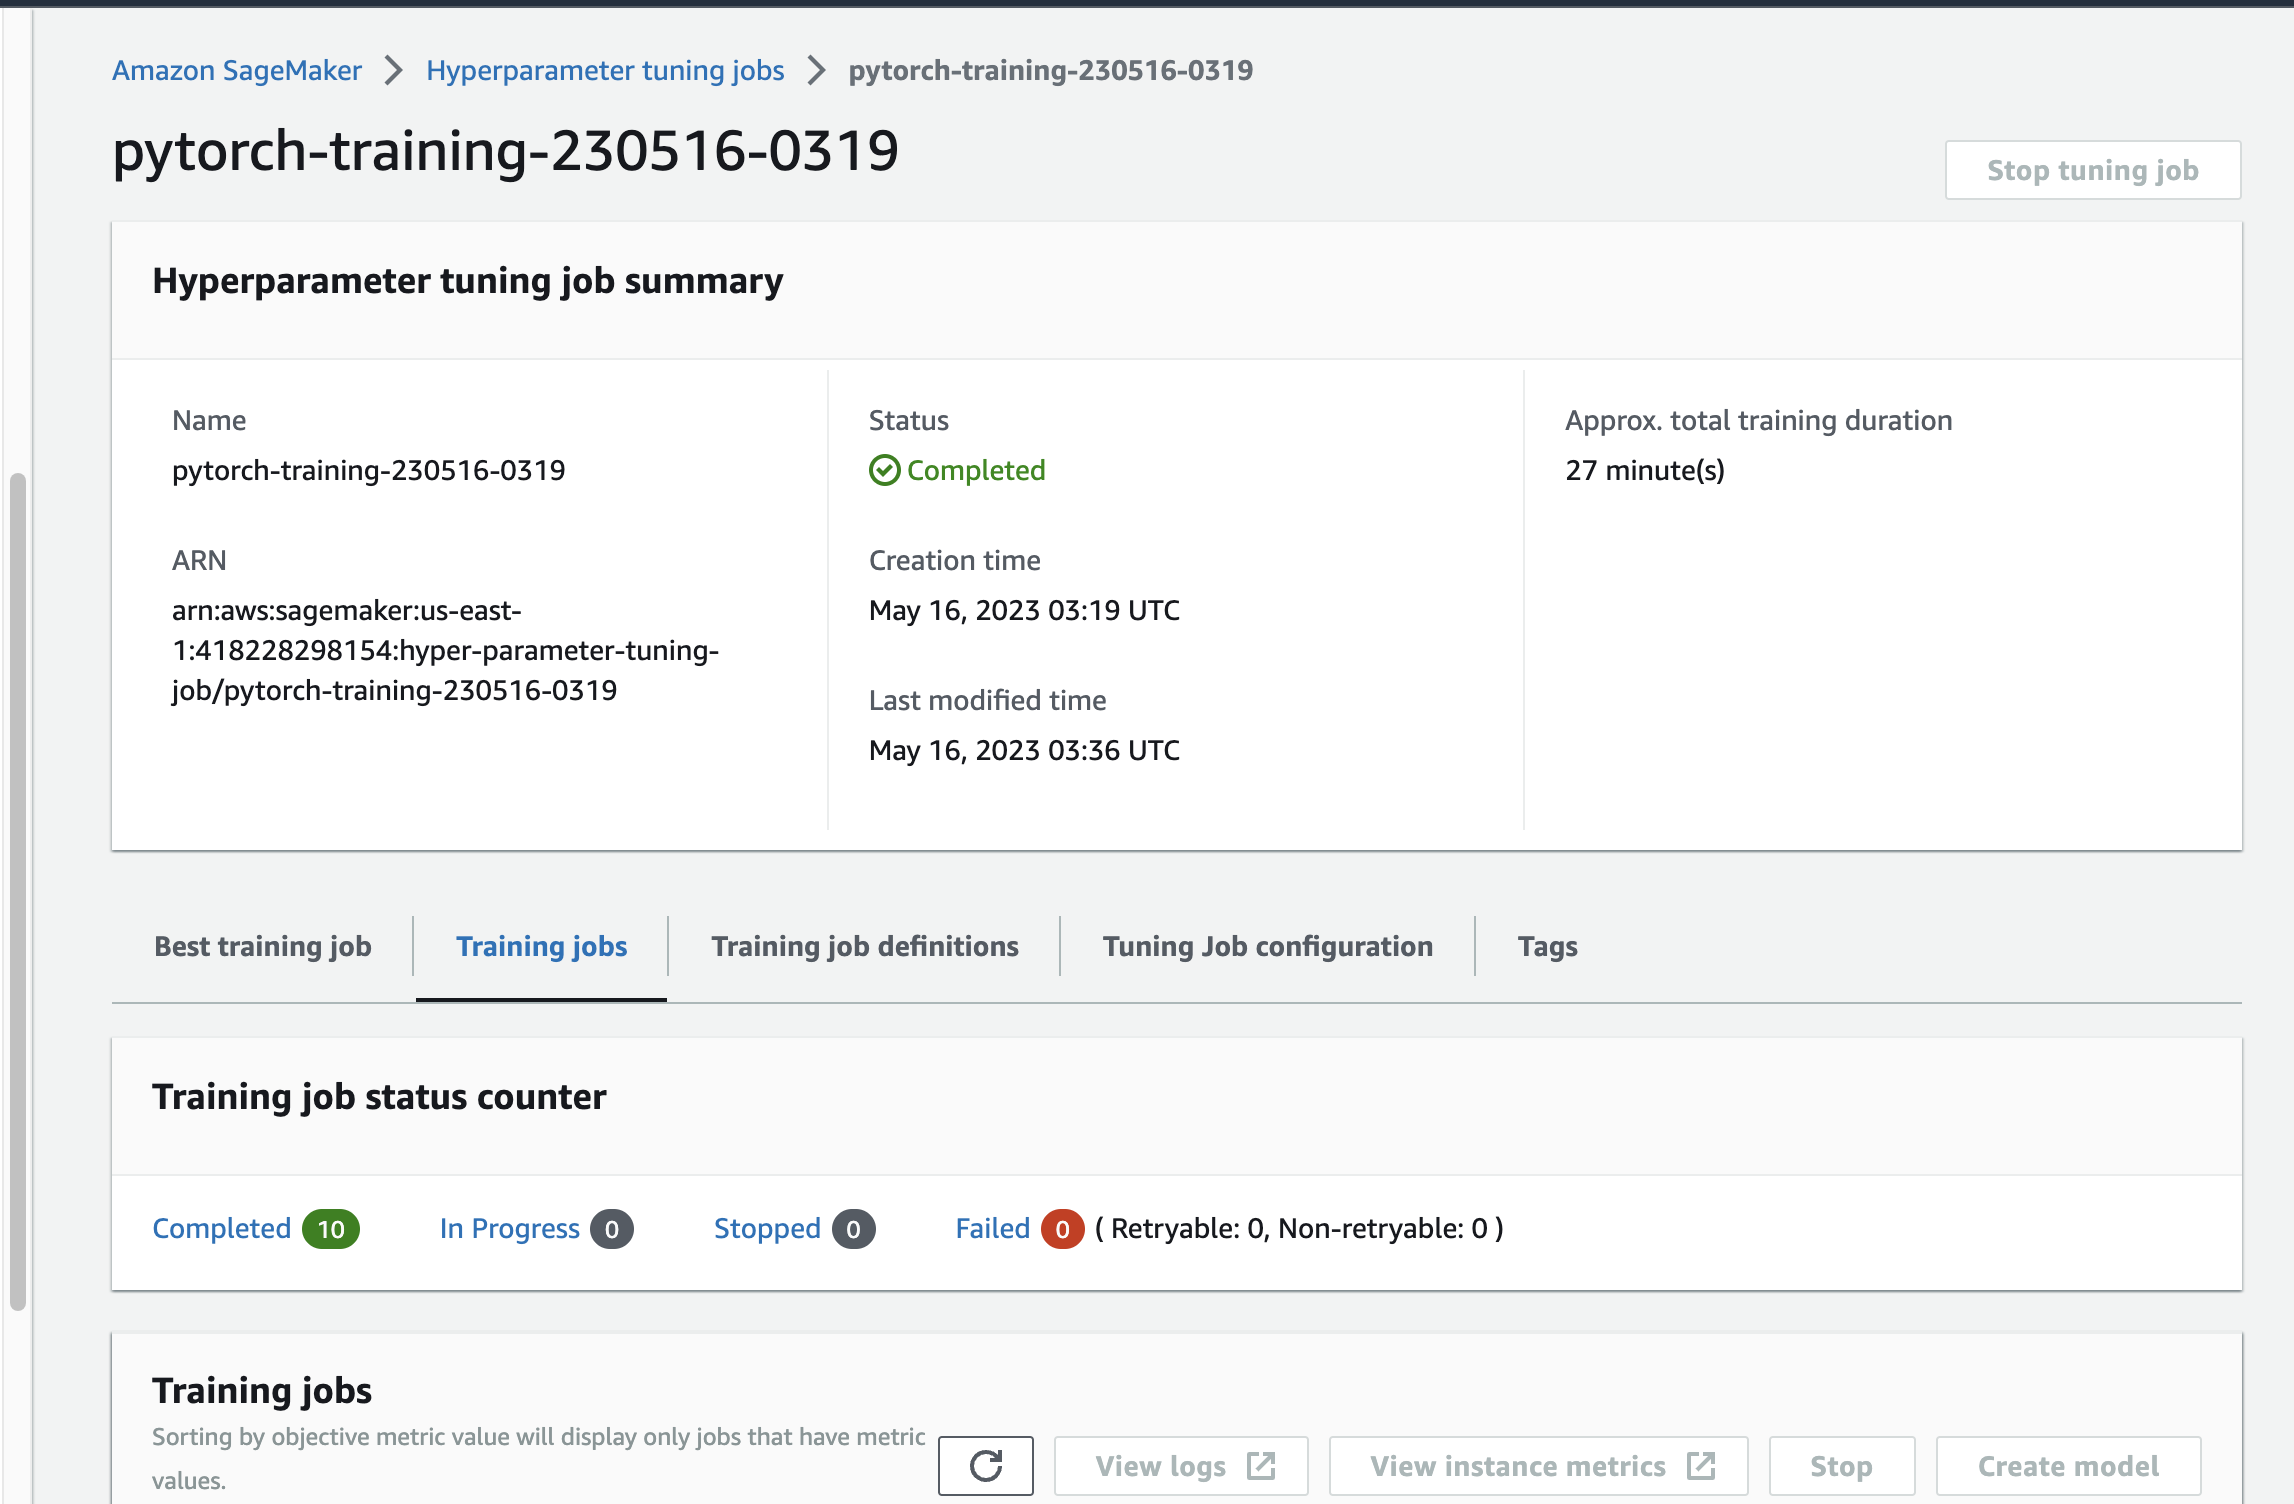 Amazon SageMaker > Hyperparameter tuning jobs > pytorch-training-230516-0319
pytorch-training-230516-0319
Stop tuning job
Hyperparameter tuning job summary
Name
pytorch-training-230516-0319
ARN
arn:aws:sagemaker:us-east-
1:418228298154:hyper-parameter-tuning-
job/pytorch-training-230516-0319
Status
Completed
Creation time
May 16, 2023 03:19 UTC
Last modified time
May 16, 2023 03:36 UTC
Approx. total training duration
27 minute(s)
Best training job
Training jobs
Training job definitions
Tuning Job configuration
Tags
Training job status counter
Completed 10
In Progress 0
Stopped 0
Failed 0 ( Retryable: 0, Non-retryable: 0 )
Training jobs
Sorting by objective metric value will display only jobs that have metric
values.
View logs
View instance metrics
Stop
Create model